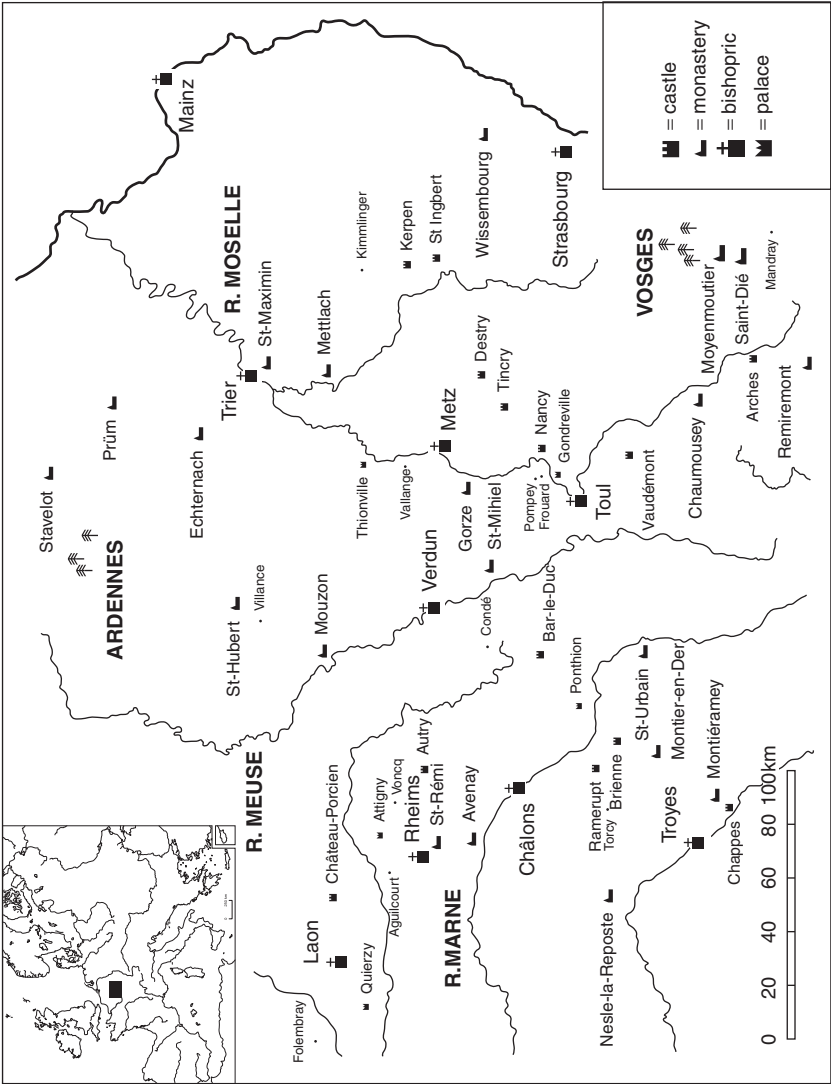 Mainz
R. MOSELLE
Kimmlinger
Kerpen
St Ingbert
Wissembourg
Strasbourg
= castle
= monastery
= bishopric
= palace
VOSGES
Stavelot
Prüm
Echternach
Trier
St-Maximin
Mettlach
Destry
Tincry
Metz
Thionville
Vallange
Nancy
Gondreville
Pompey
Frouard
Gorze
St-Mihiel
Toul
Vaudémont
Chaumousey
Moyenmoutier
Saint-Dié
Mandray
Arches
Remiremont
ARDENNES
St-Hubert
Villance
Mouzon
Verdun
Condé
Bar-le-Duc
Ponthion
St-Urbain
Montier-en-Der
R. MEUSE
Château-Porcien
Attigny
Voncq
Autry
Rheims
St-Rémi
Avenay
Châlons
Ramerupt
Torcy
Brienne
Troyes
Montiéramey
Chappes
Laon
Quierzy
Aguilcourt
Folembray
R.MARNE
Nesle-la-Reposte
0 20 40 60 80 100km